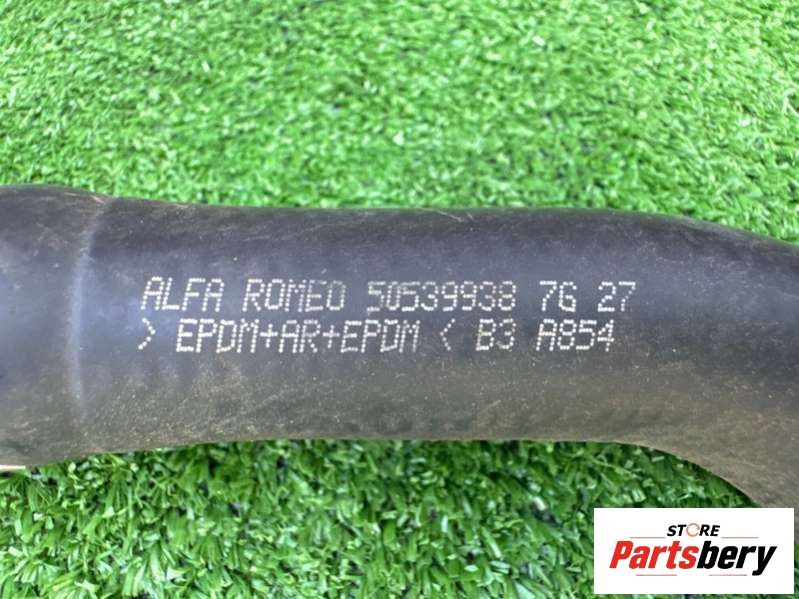 ALFA ROMEO 50539938 7G 27
> EPDM+AR+EPDM < B3 A854
STORE
Partsbery